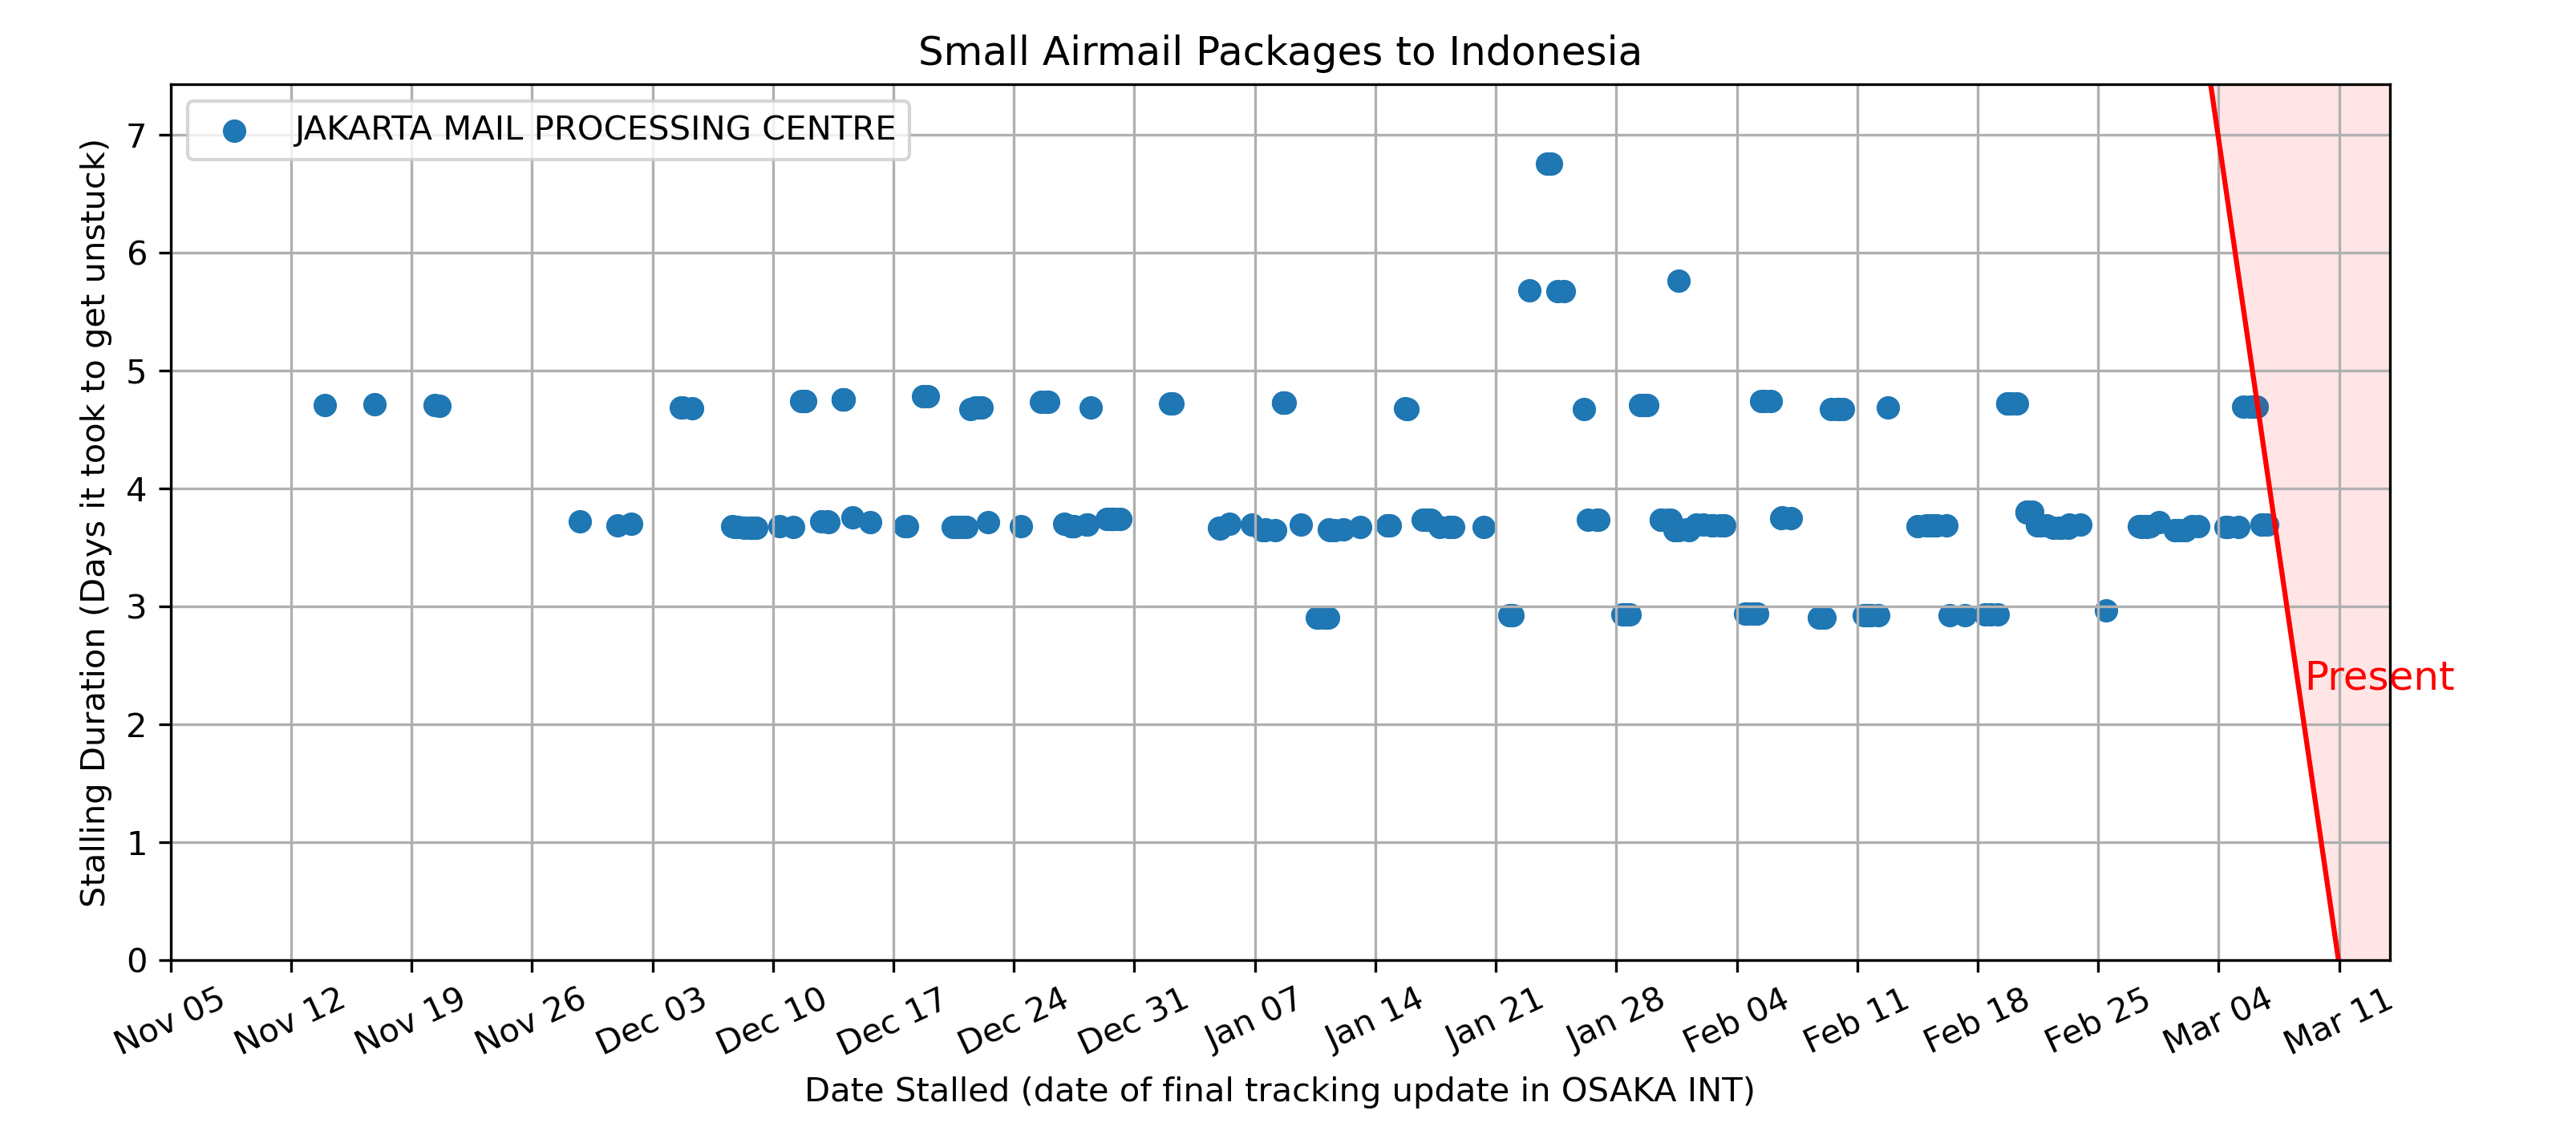 Small Airmail Packages to Indonesia
JAKARTA MAIL PROCESSING CENTRE
Stalling Duration (Days it took to get unstuck)
7
6
5
4
3
2
1
0
Present
Nov 05
Nov 12
Nov 19
Nov 26
Dec 03
Dec 10
Dec 17
Dec 24
Dec 31
Jan 07
Jan 14
Jan 21
Jan 28
Feb 04
Feb 11
Feb 18
Feb 25
Mar 04
Mar 11
Date Stalled (date of final tracking update in OSAKA INT)